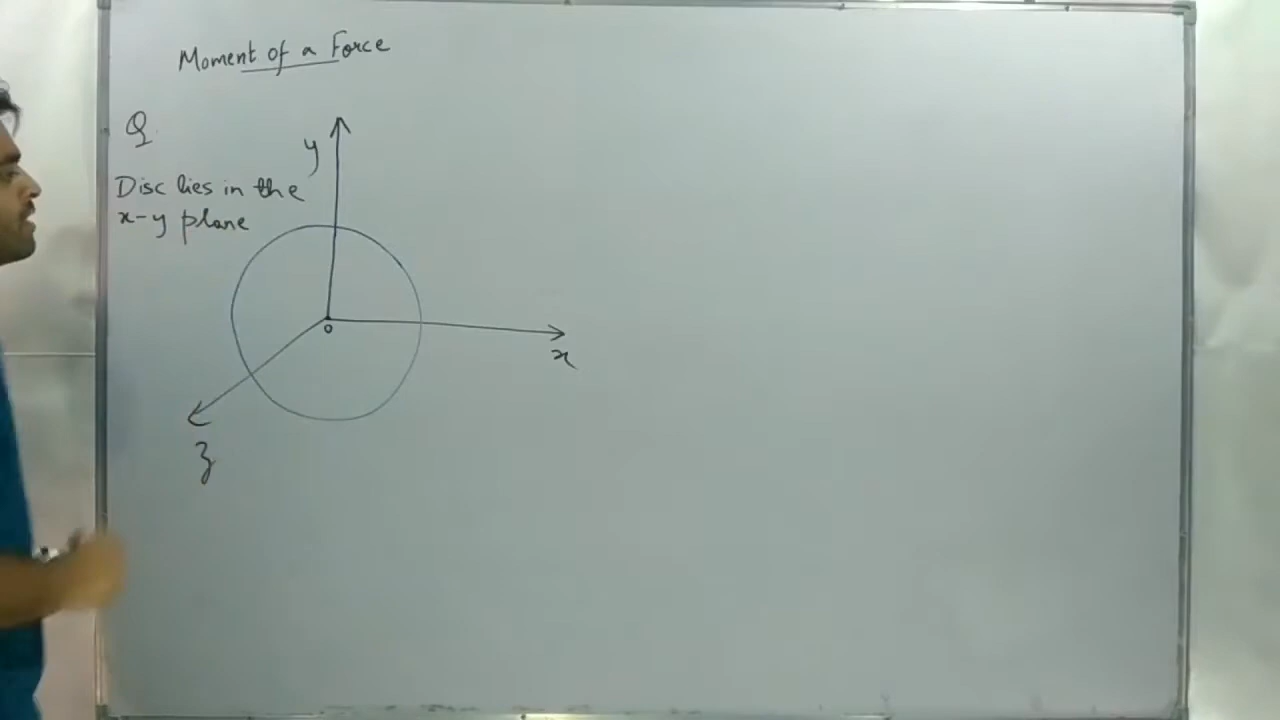 Moment of a Force
Q.
y
Disc lies in the
x-y plane
o
x
z